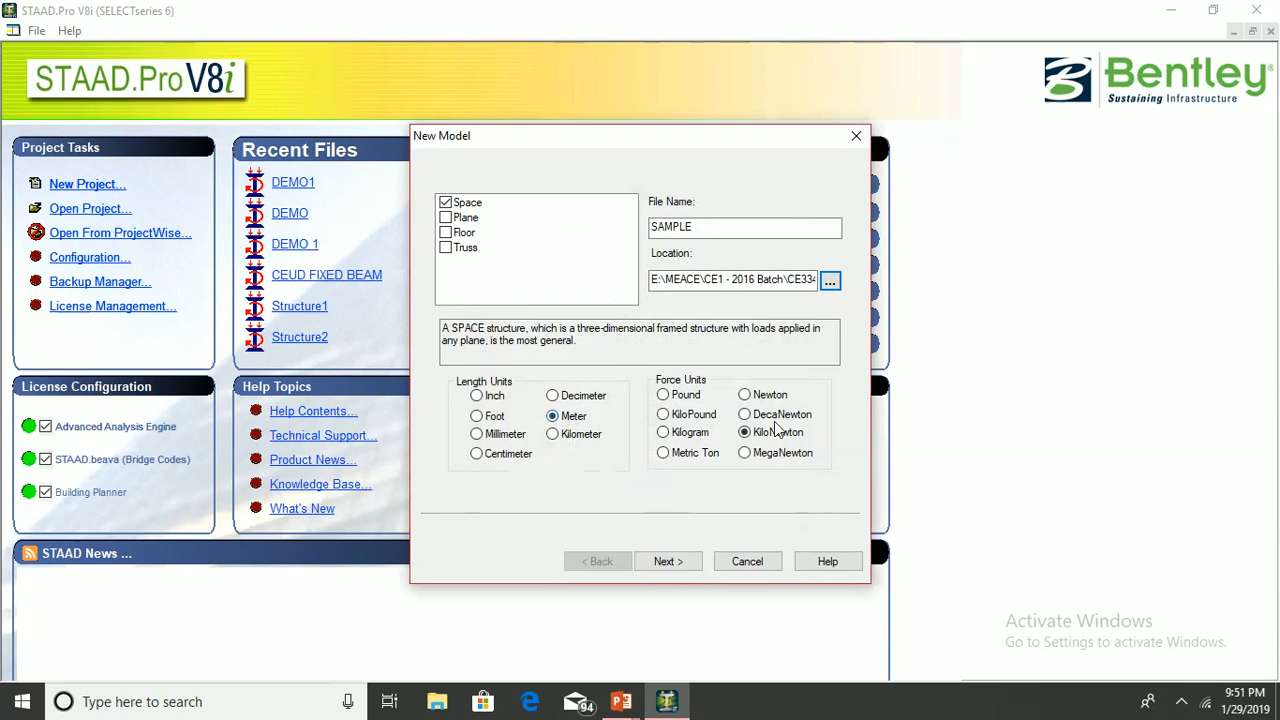 STAAD.Pro V8i (SELECTseries 6)
File Help
STAAD.Pro V8i
Bentley
Sustaining Infrastructure
Project Tasks
New Project...
Open Project...
Open From ProjectWise...
Configuration...
Backup Manager...
License Management...
Recent Files
DEMO1
DEMO
DEMO 1
CEUD FIXED BEAM
Structure1
Structure2
New Model
Space
Plane
Floor
Truss
File Name:
SAMPLE
Location:
E:\MEACE\CE1 - 2016 Batch\CE334
...
A SPACE structure, which is a three-dimensional framed structure with loads applied in
any plane, is the most general.
Length Units
Inch Decimeter
Foot Meter
Millimeter Kilometer
Centimeter
Force Units
Pound Newton
KiloPound DecaNewton
Kilogram KiloNewton
Metric Ton MegaNewton
< Back Next > Cancel Help
License Configuration
Advanced Analysis Engine
STAAD.beava (Bridge Codes)
Building Planner
Help Topics
Help Contents...
Technical Support...
Product News...
Knowledge Base...
What's New
STAAD News ...
Activate Windows
Go to Settings to activate Windows.
Type here to search
94
9:51 PM
1/29/2019